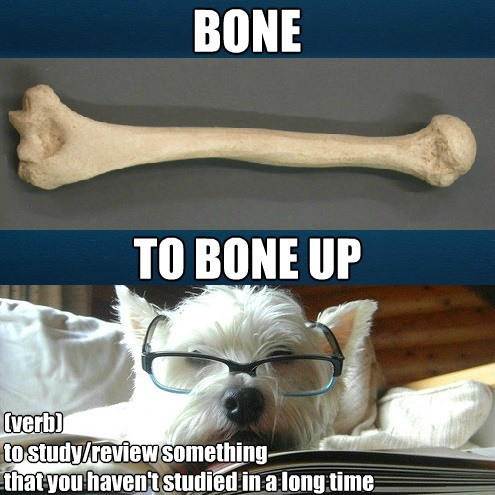 BONE
TO BONE UP
(verb)
to study/review something
that you haven't studied in a long time